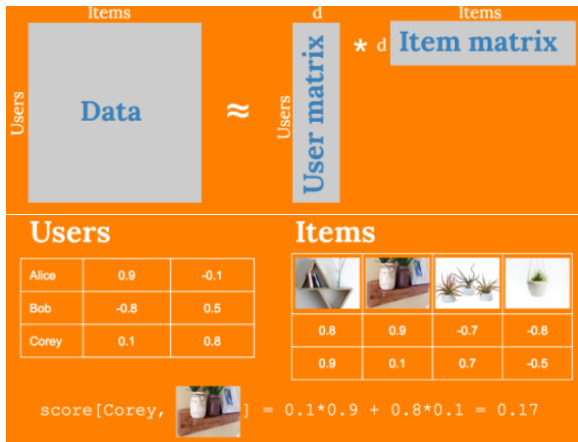 Items
d
Items
Users
Data
≈
Users
User matrix
* d
Item matrix
Users
Alice 0.9 -0.1
Bob -0.8 0.5
Corey 0.1 0.8
Items
0.8 0.9 -0.7 -0.8
0.9 0.1 0.7 -0.5
score[Corey, ] = 0.1*0.9 + 0.8*0.1 = 0.17